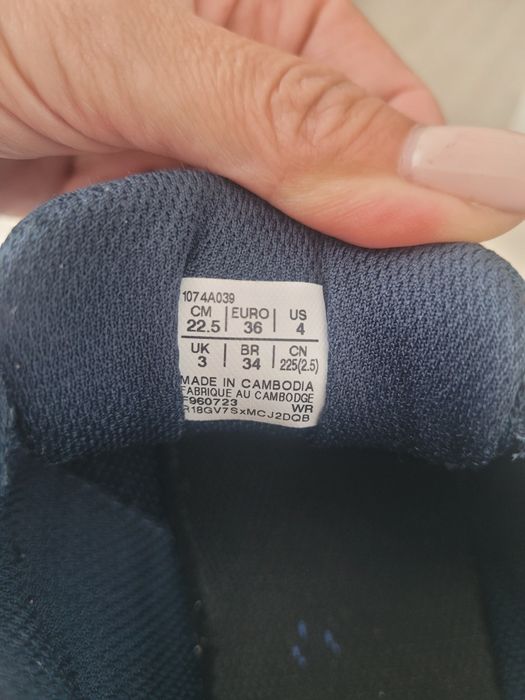 1074A039
CM EURO US
22.5 36 4
UK BR CN
3 34 225(2.5)
MADE IN CAMBODIA
FABRIQUE AU CAMBODGE
F960723 WR
R18GV7SxMCJ2DQB